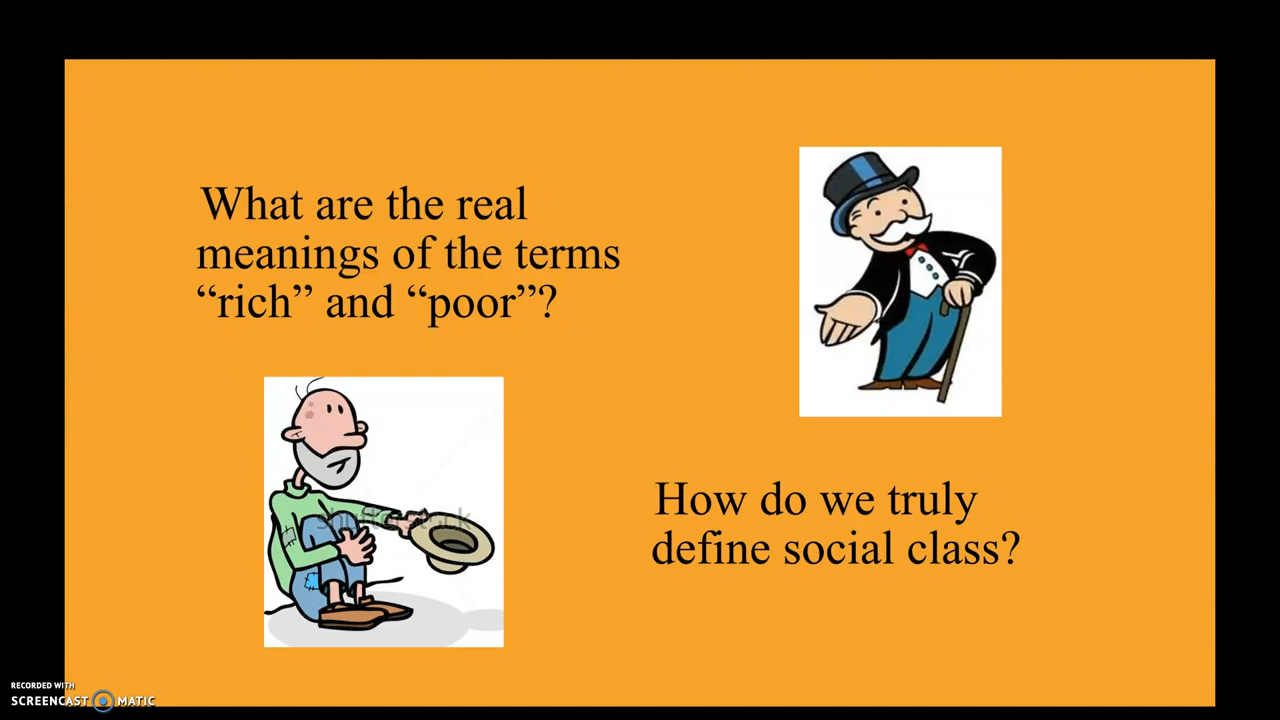 What are the real
meanings of the terms
“rich” and “poor”?
shutterstock
How do we truly
define social class?
RECORDED WITH
SCREENCAST MATIC